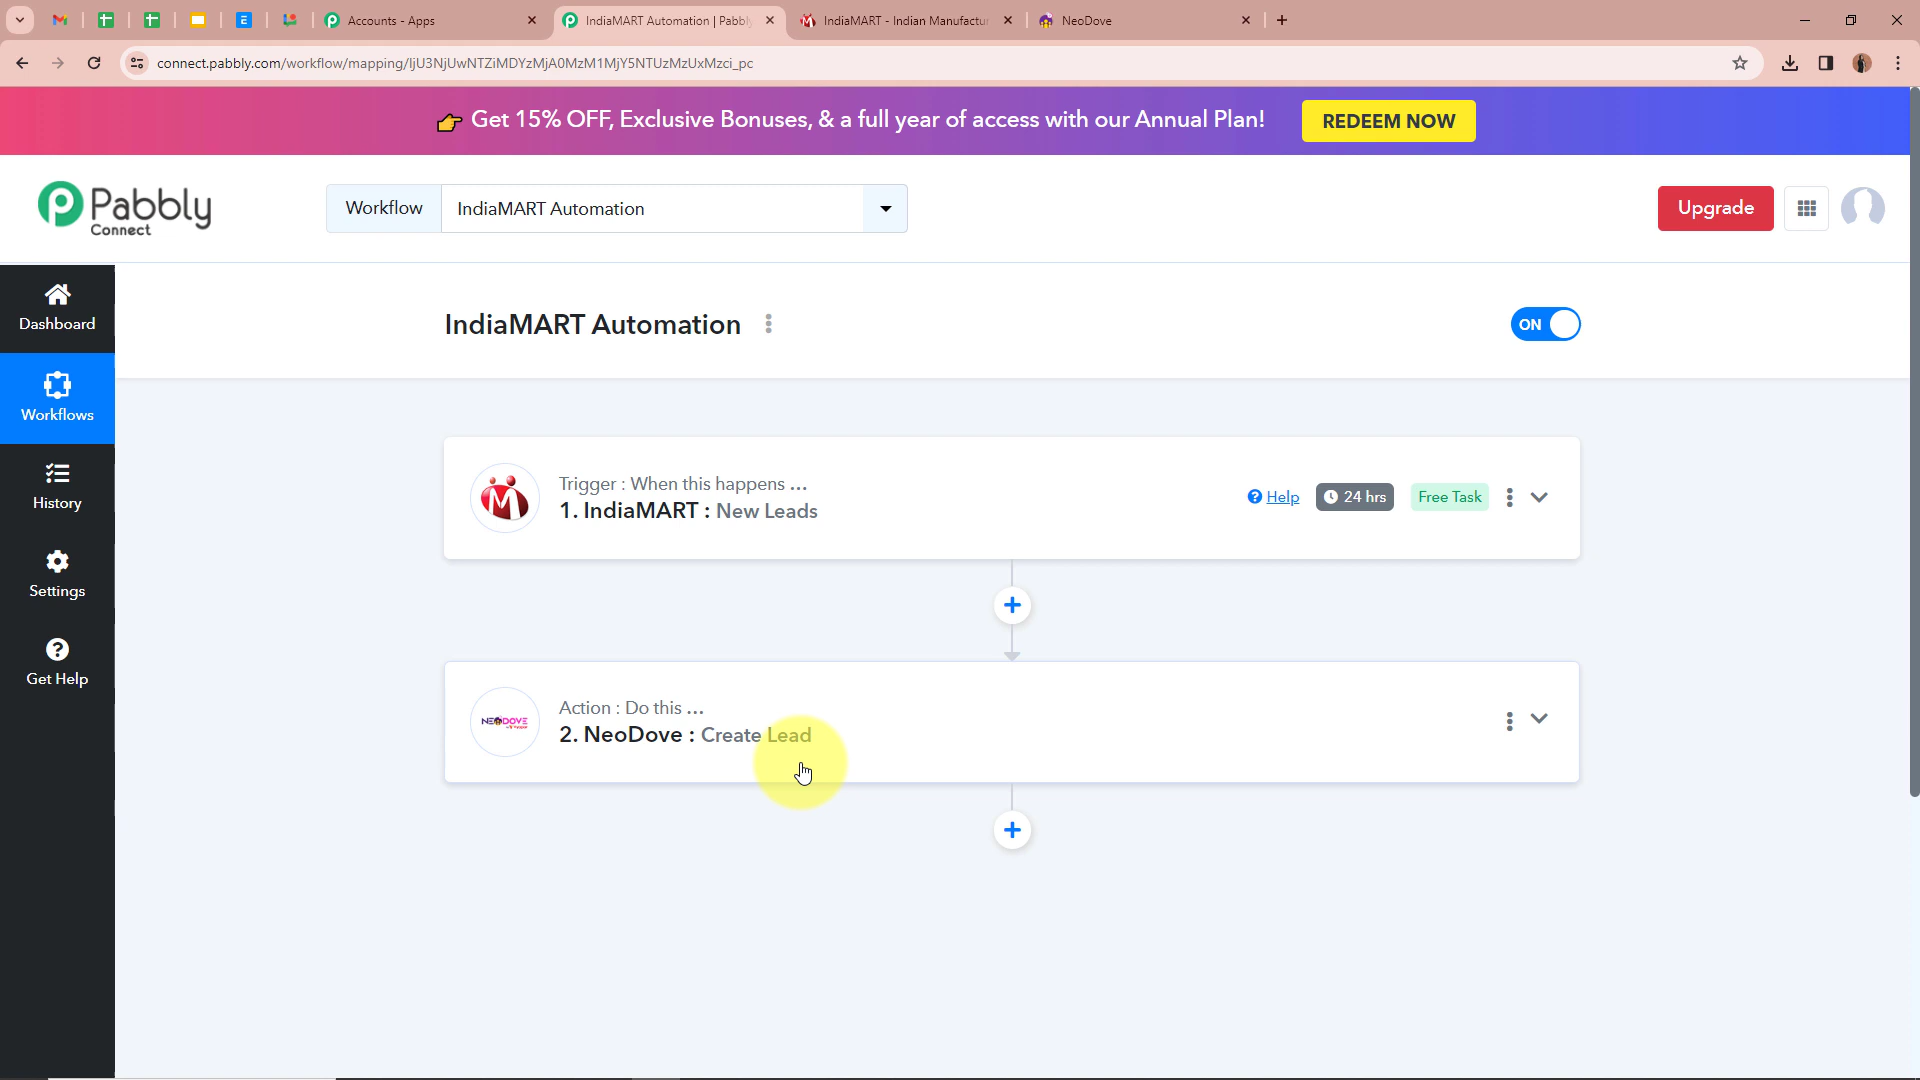 Accounts - Apps
IndiaMART Automation | Pabbly
IndiaMART - Indian Manufactur
NeoDove
connect.pabbly.com/workflow/mapping/IjU3NjUwNTZiMDYzMjA0MzM1MjY5NTUzMzUxMzci_pc
Get 15% OFF, Exclusive Bonuses, & a full year of access with our Annual Plan!
REDEEM NOW
Pabbly
Connect
Workflow
IndiaMART Automation
Upgrade
Dashboard
Workflows
History
Settings
Get Help
IndiaMART Automation
ON
Trigger : When this happens ...
1. IndiaMART : New Leads
Help
24 hrs
Free Task
NEODOVE
Action : Do this ...
2. NeoDove : Create Lead